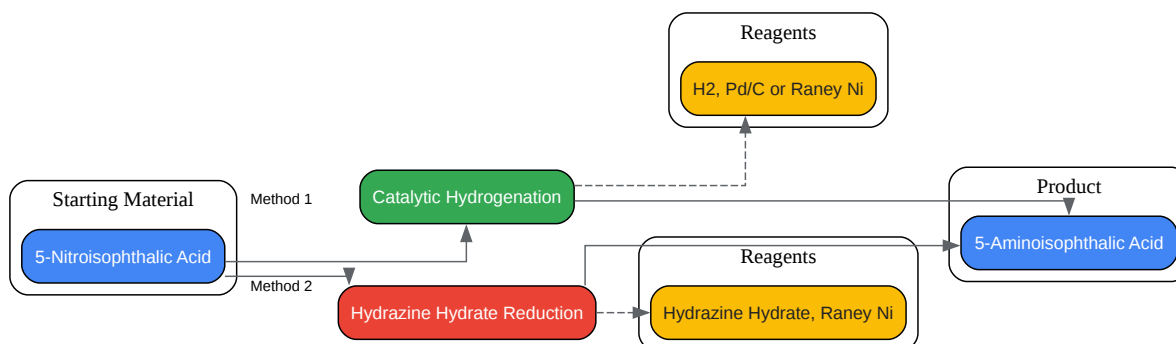 Reagents
H2, Pd/C or Raney Ni
Starting Material
Method 1
Catalytic Hydrogenation
Product
5-Nitroisophthalic Acid
5-Aminoisophthalic Acid
Reagents
Method 2
Hydrazine Hydrate Reduction
Hydrazine Hydrate, Raney Ni